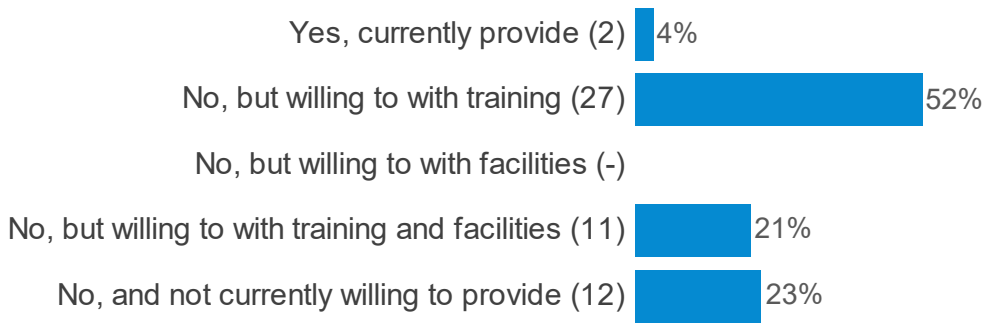 Yes, currently provide (2) 4%
No, but willing to with training (27) 52%
No, but willing to with facilities (-)
No, but willing to with training and facilities (11) 21%
No, and not currently willing to provide (12) 23%